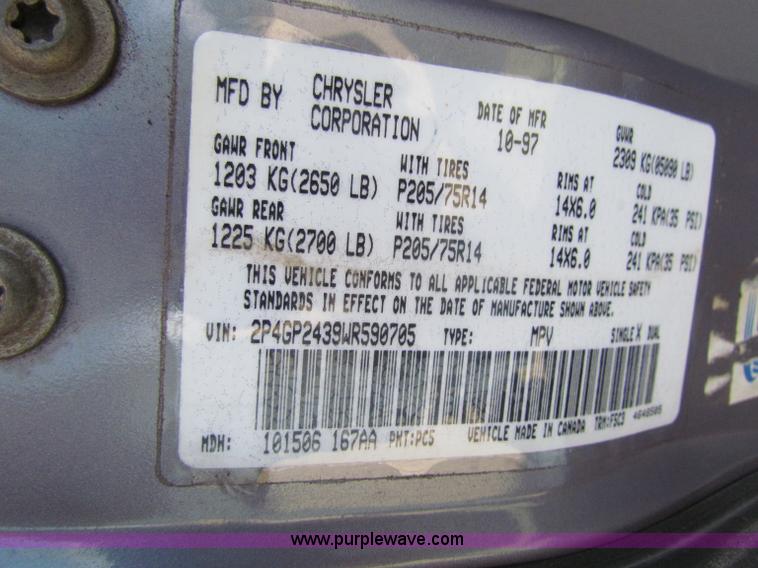 MFD BY CHRYSLER CORPORATION DATE OF MFR 10-97 GVWR 2309 KG(05090 LB)
GAWR FRONT WITH TIRES RIMS AT COLD
1203 KG(2650 LB) P205/75R14 14X6.0 241 KPA(35 PSI)
GAWR REAR WITH TIRES RIMS AT COLD
1225 KG(2700 LB) P205/75R14 14X6.0 241 KPA(35 PSI)
THIS VEHICLE CONFORMS TO ALL APPLICABLE FEDERAL MOTOR VEHICLE SAFETY
STANDARDS IN EFFECT ON THE DATE OF MANUFACTURE SHOWN ABOVE.
VIN: 2P4GP2439WR590705 TYPE: MPV SINGLE X DUAL
MDH: 101506 167AA PNT:PC5 VEHICLE MADE IN CANADA TRM:F5C3 4648505
www.purplewave.com